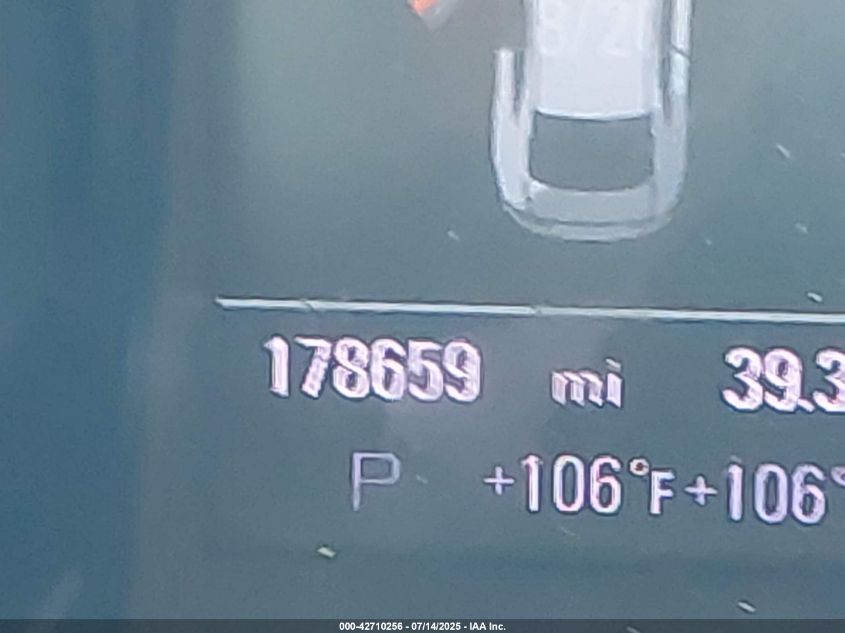 178659 mi 39.3
P +106°F +106°
000-42710256 - 07/14/2025 - IAA Inc.